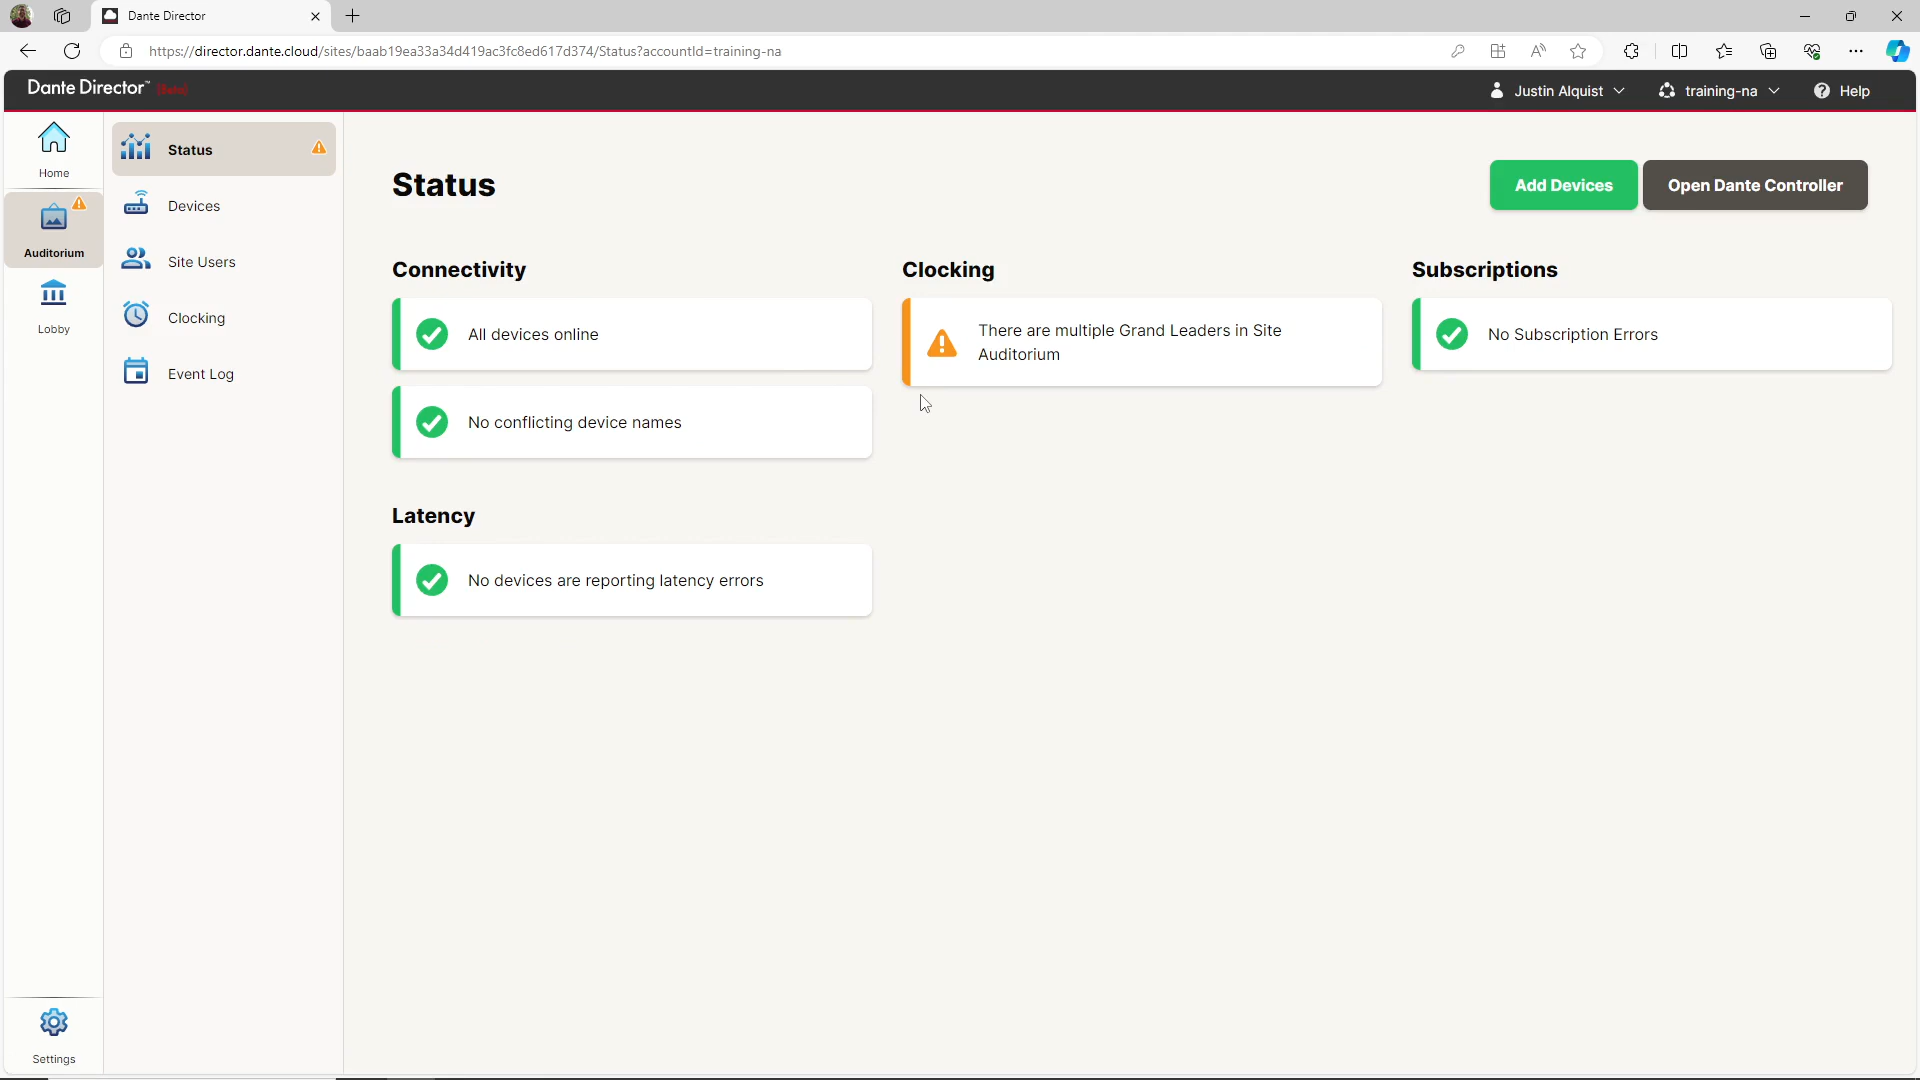 Dante Director
https://director.dante.cloud/sites/baab19ea33a34d419ac3fc8ed617d374/Status?accountId=training-na
Dante Director™ (Beta)
Justin Alquist
training-na
Help
Home
Auditorium
Lobby
Settings
Status
Devices
Site Users
Clocking
Event Log
Status
Add Devices
Open Dante Controller
Connectivity
All devices online
No conflicting device names
Clocking
There are multiple Grand Leaders in Site
Auditorium
Subscriptions
No Subscription Errors
Latency
No devices are reporting latency errors